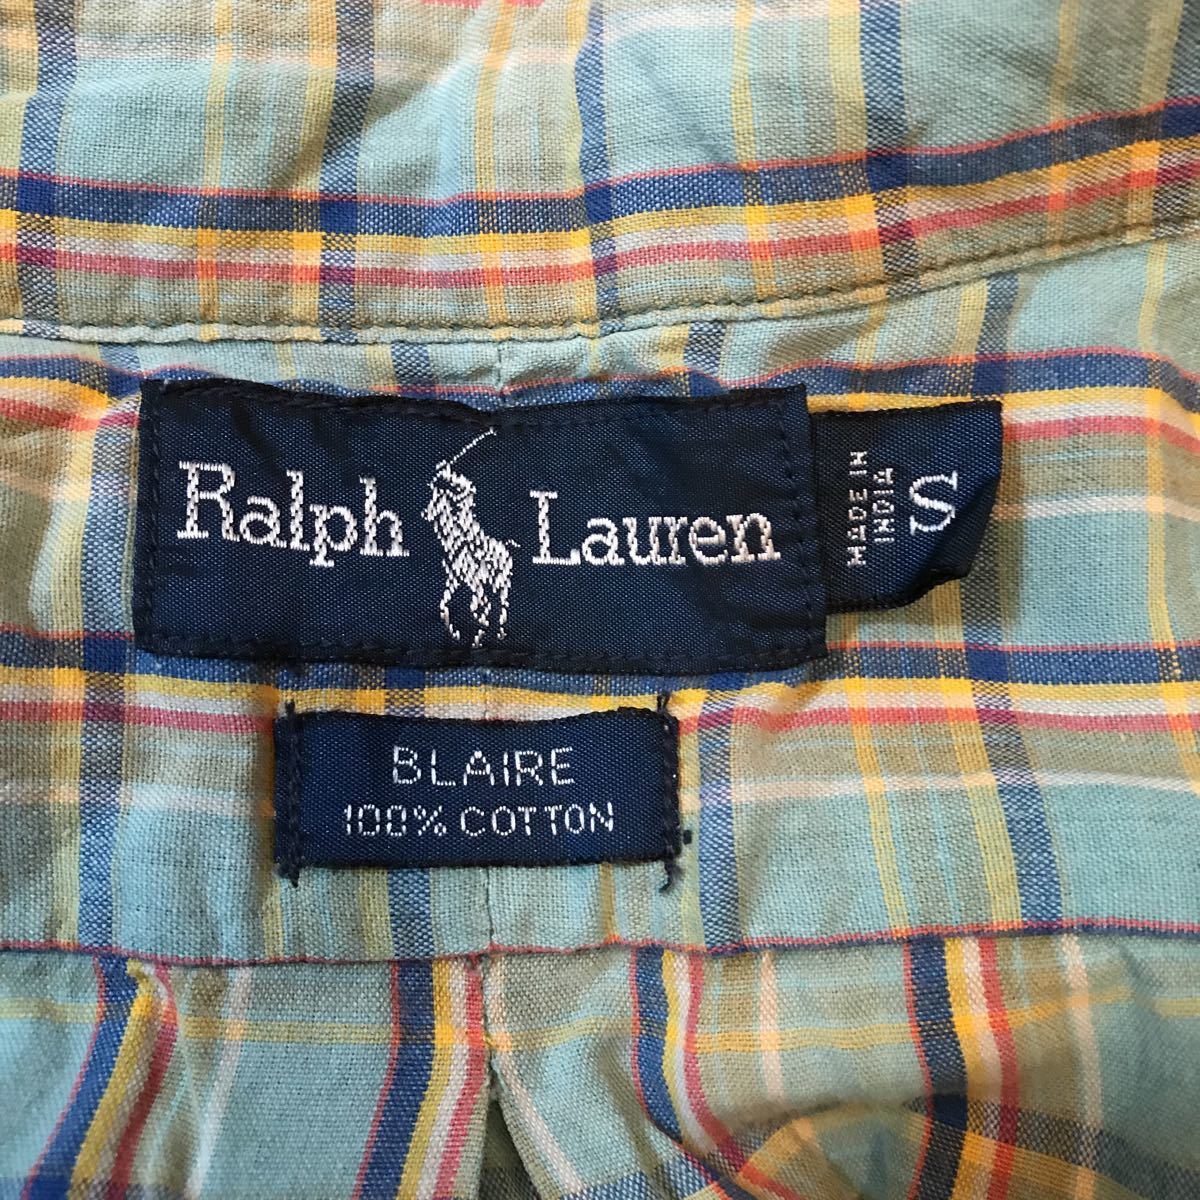 Ralph Lauren
MADE IN
INDIA
S
BLAIRE
100% COTTON